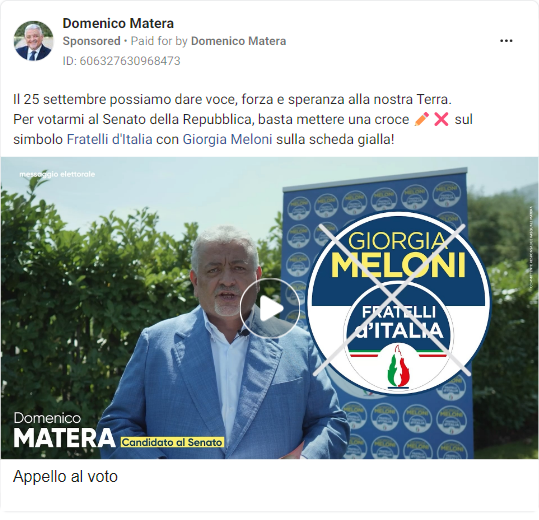 Domenico Matera
Sponsored • Paid for by Domenico Matera
ID: 606327630968473
Il 25 settembre possiamo dare voce, forza e speranza alla nostra Terra.
Per votarmi al Senato della Repubblica, basta mettere una croce ✏️ ❌ sul
simbolo Fratelli d'Italia con Giorgia Meloni sulla scheda gialla!
messaggio elettorale
GIORGIA
MELONI
FRATELLI
d'ITALIA
Domenico
MATERA Candidato al Senato
Appello al voto